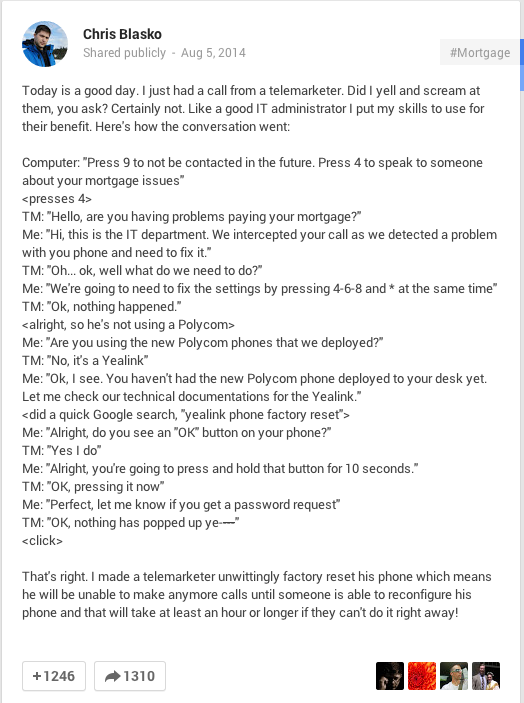 Chris Blasko
Shared publicly - Aug 5, 2014
#Mortgage
Today is a good day. I just had a call from a telemarketer. Did I yell and scream at
them, you ask? Certainly not. Like a good IT administrator I put my skills to use for
their benefit. Here's how the conversation went:
Computer: "Press 9 to not be contacted in the future. Press 4 to speak to someone
about your mortgage issues"
<presses 4>
TM: "Hello, are you having problems paying your mortgage?"
Me: "Hi, this is the IT department. We intercepted your call as we detected a problem
with you phone and need to fix it."
TM: "Oh... ok, well what do we need to do?"
Me: "We're going to need to fix the settings by pressing 4-6-8 and * at the same time"
TM: "Ok, nothing happened."
<alright, so he's not using a Polycom>
Me: "Are you using the new Polycom phones that we deployed?"
TM: "No, it's a Yealink"
Me: "Ok, I see. You haven't had the new Polycom phone deployed to your desk yet.
Let me check our technical documentations for the Yealink."
<did a quick Google search, "yealink phone factory reset">
Me: "Alright, do you see an "OK" button on your phone?"
TM: "Yes I do"
Me: "Alright, you're going to press and hold that button for 10 seconds."
TM: "OK, pressing it now"
Me: "Perfect, let me know if you get a password request"
TM: "OK, nothing has popped up ye----"
<click>
That's right. I made a telemarketer unwittingly factory reset his phone which means
he will be unable to make anymore calls until someone is able to reconfigure his
phone and that will take at least an hour or longer if they can't do it right away!
+1246
1310